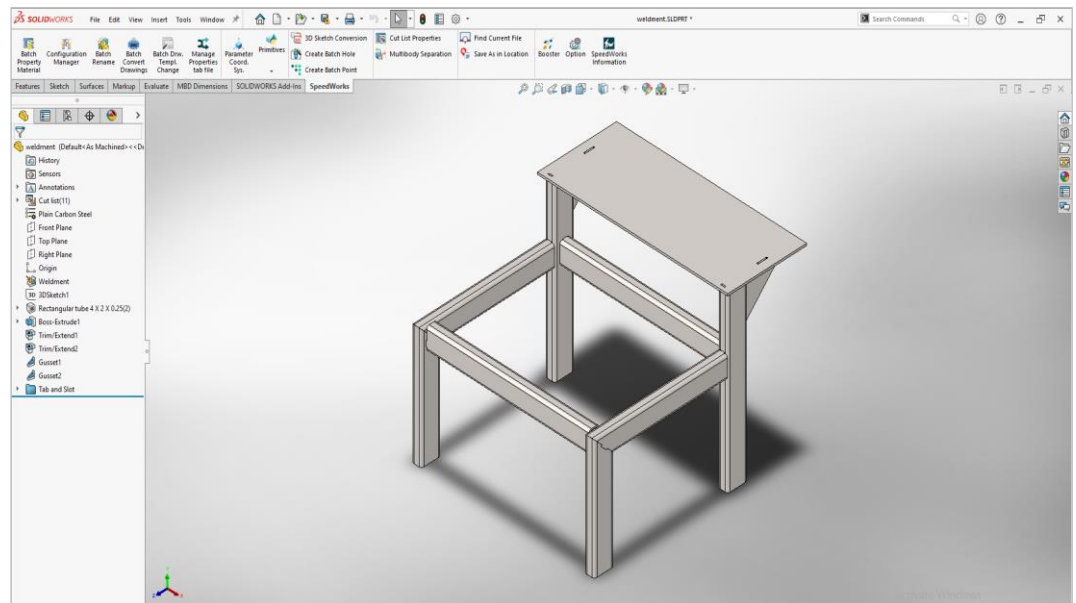 SOLIDWORKS File Edit View Insert Tools Window weldment.SLDPRT * Search Commands
Batch Property Material
Configuration Manager
Batch Rename
Batch Convert Drawings
Batch Drw. Templ. Change
Manage Properties tab file
Parameter Coord. Sys.
Primitives
3D Sketch Conversion
Create Batch Hole
Create Batch Point
Cut List Properties
Multibody Separation
Find Current File
Save As in Location
Booster
Option
SpeedWorks Information
Features Sketch Surfaces Markup Evaluate MBD Dimensions SOLIDWORKS Add-Ins SpeedWorks
weldment (Default<As Machined><<De
History
Sensors
Annotations
Cut list(11)
Plain Carbon Steel
Front Plane
Top Plane
Right Plane
Origin
Weldment
3D 3DSketch1
Rectangular tube 4 X 2 X 0.25(2)
Boss-Extrude1
Trim/Extend1
Trim/Extend2
Gusset1
Gusset2
Tab and Slot